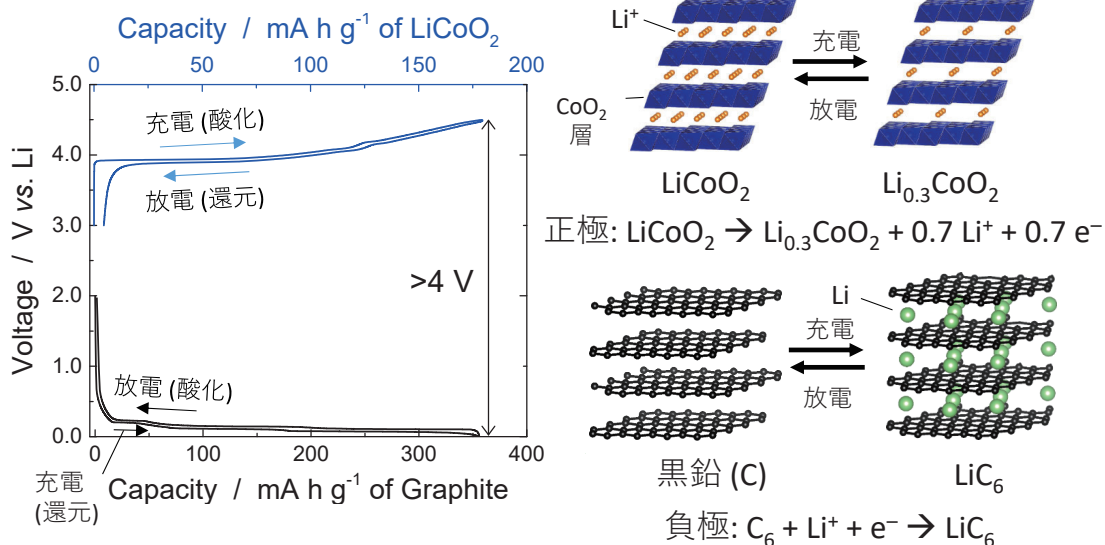 Capacity / mA h g⁻¹ of LiCoO₂
0 50 100 150 200
5.0
4.0
3.0
2.0
1.0
0.0
Voltage / V vs. Li
充電 (酸化)
放電 (還元)
>4 V
放電 (酸化)
充電
(還元)
0 100 200 300 400
Capacity / mA h g⁻¹ of Graphite
Li⁺
CoO₂
層
充電
放電
LiCoO₂
Li₀.₃CoO₂
正極: LiCoO₂ → Li₀.₃CoO₂ + 0.7 Li⁺ + 0.7 e⁻
Li
充電
放電
黒鉛 (C)
LiC₆
負極: C₆ + Li⁺ + e⁻ → LiC₆